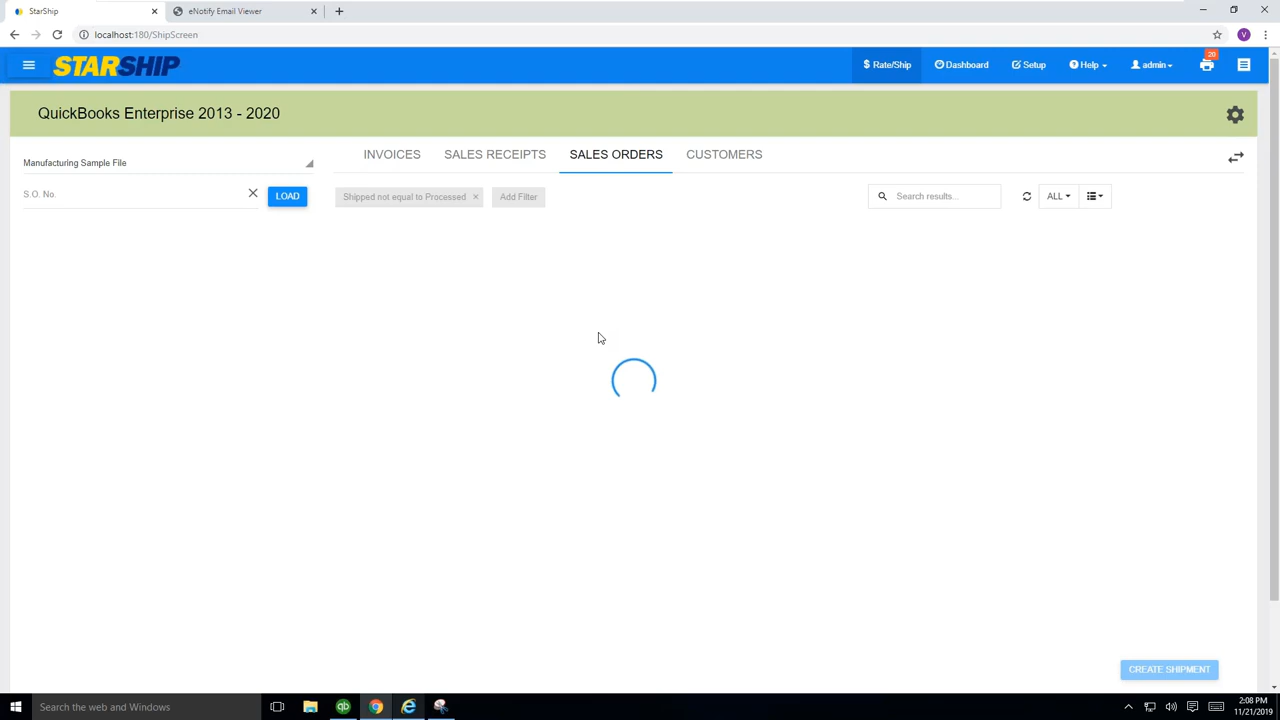 StarShip
eNotify Email Viewer
localhost:180/ShipScreen
V
STARSHIP
$ Rate/Ship
Dashboard
Setup
Help
admin
20
QuickBooks Enterprise 2013 - 2020
Manufacturing Sample File
INVOICES
SALES RECEIPTS
SALES ORDERS
CUSTOMERS
S.O. No.
LOAD
Shipped not equal to Processed ×
Add Filter
Search results...
ALL
CREATE SHIPMENT
Search the web and Windows
qb
2:08 PM
11/21/2019